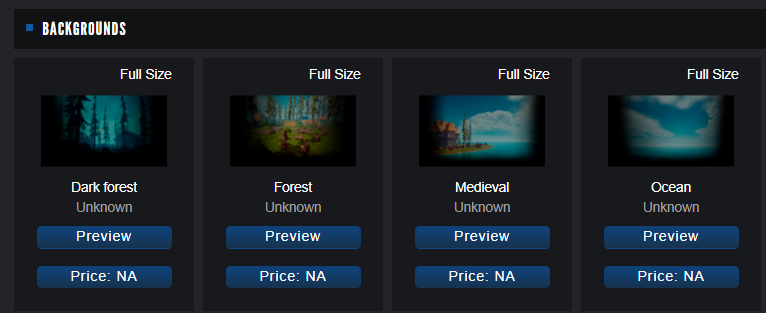 BACKGROUNDS
Full Size
Full Size
Full Size
Full Size
Dark forest
Forest
Medieval
Ocean
Unknown
Unknown
Unknown
Unknown
Preview
Preview
Preview
Preview
Price: NA
Price: NA
Price: NA
Price: NA